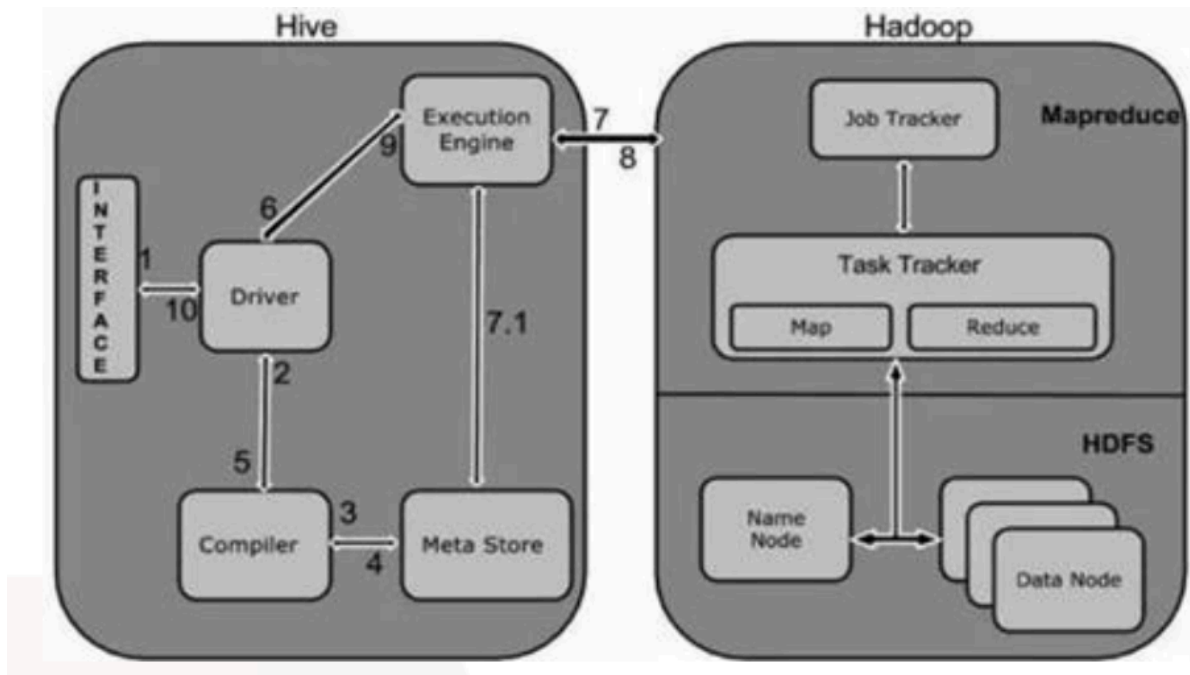 Hive
Hadoop
Execution
Engine
7
8
Job Tracker
Mapreduce
9
6
INTERFACE
1
10
Driver
Task Tracker
Map
Reduce
7.1
2
5
HDFS
Compiler
3
4
Meta Store
Name
Node
Data Node